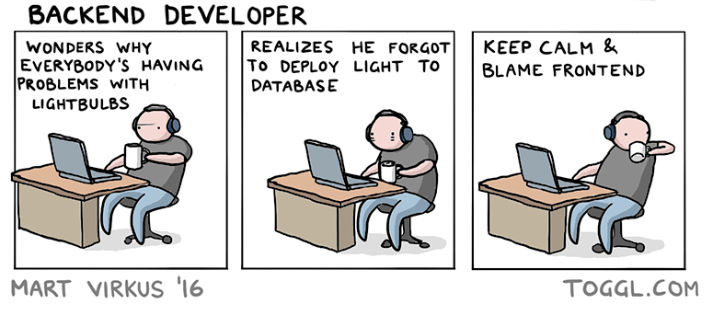 BACKEND DEVELOPER
WONDERS WHY
EVERYBODY'S HAVING
PROBLEMS WITH
LIGHTBULBS
REALIZES HE FORGOT
TO DEPLOY LIGHT TO
DATABASE
KEEP CALM &
BLAME FRONTEND
MART VIRKUS '16
TOGGL.COM